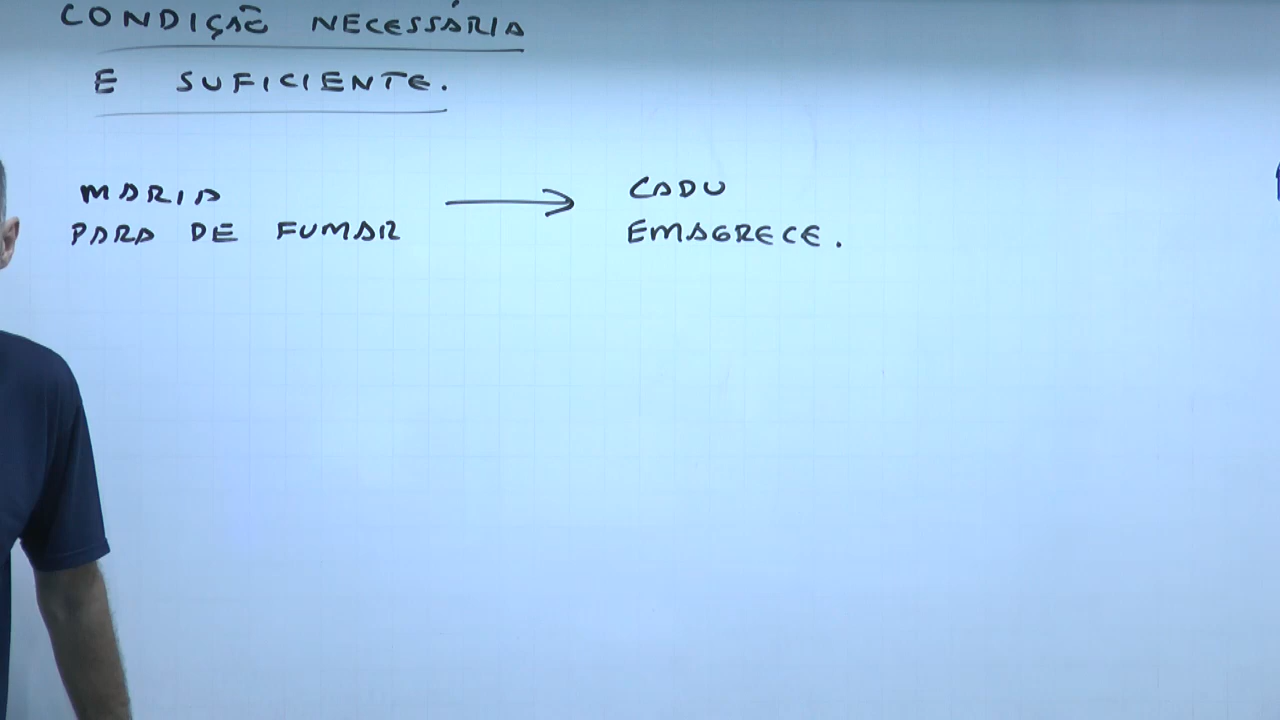 CONDIÇÃO NECESSÁRIA
E SUFICIENTE.
MARIA → CADU
PARA DE FUMAR EMAGRECE.